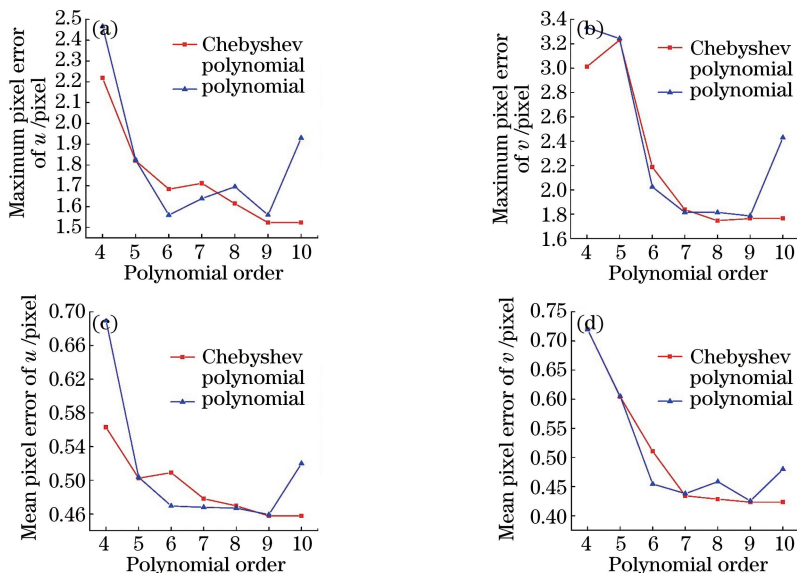 (a)
Maximum pixel error
of u/pixel
2.5
2.4
2.3
2.2
2.1
2.0
1.9
1.8
1.7
1.6
1.5
Chebyshev
polynomial
polynomial
4 5 6 7 8 9 10
Polynomial order
(b)
Maximum pixel error
of v/pixel
3.4
3.2
3.0
2.8
2.6
2.4
2.2
2.0
1.8
1.6
Chebyshev
polynomial
polynomial
4 5 6 7 8 9 10
Polynomial order
(c)
Mean pixel error of u/pixel
0.70
0.66
0.62
0.58
0.54
0.50
0.46
Chebyshev
polynomial
polynomial
4 5 6 7 8 9 10
Polynomial order
(d)
Mean pixel error of v/pixel
0.75
0.70
0.65
0.60
0.55
0.50
0.45
0.40
Chebyshev
polynomial
polynomial
4 5 6 7 8 9 10
Polynomial order